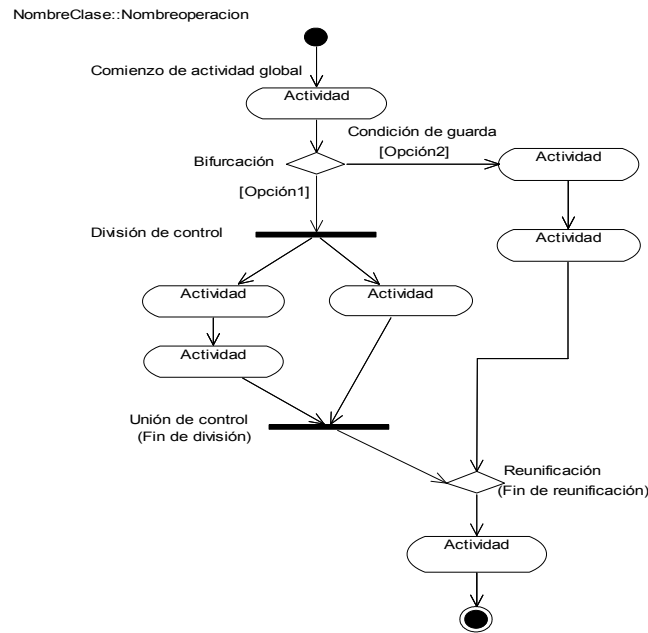 NombreClase::Nombreoperacion
Comienzo de actividad global
Actividad
Condición de guarda
Bifurcación
[Opción2]
Actividad
[Opción1]
División de control
Actividad
Actividad
Actividad
Actividad
Unión de control
(Fin de división)
Reunificación
(Fin de reunificación)
Actividad